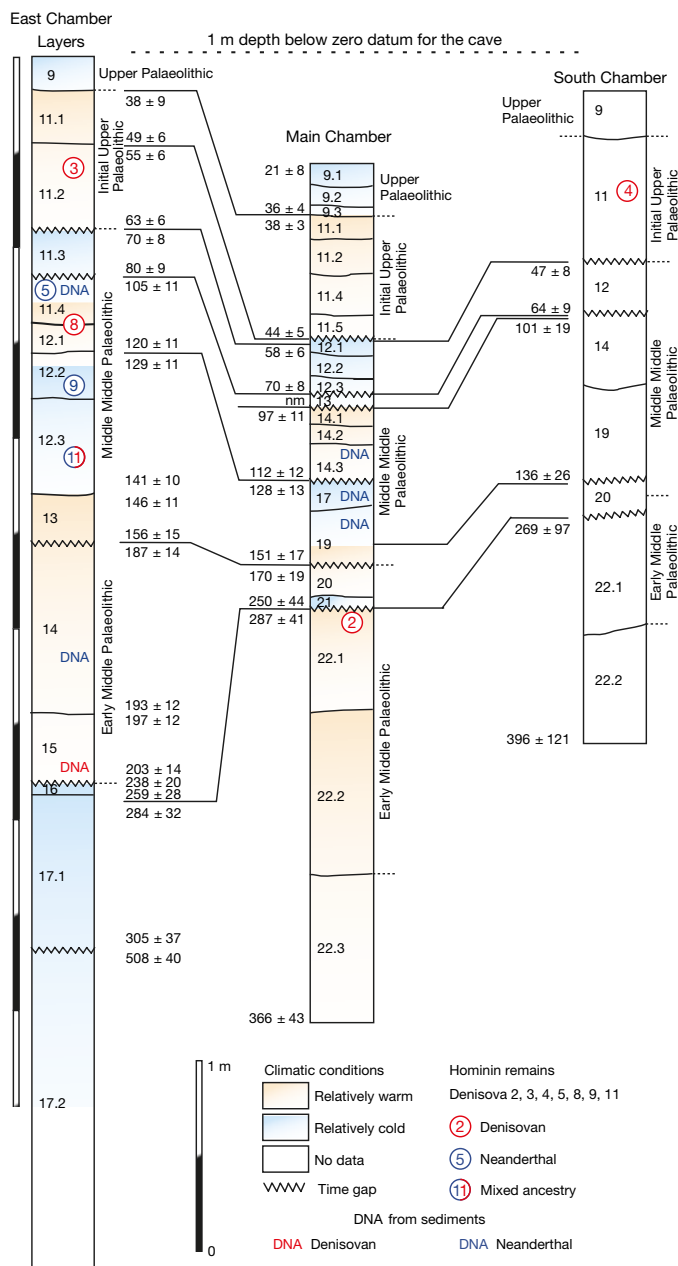 East Chamber
Layers
1 m depth below zero datum for the cave
9
Upper Palaeolithic
38 ± 9
11.1
49 ± 6
55 ± 6
3
11.2
Initial Upper
Palaeolithic
63 ± 6
70 ± 8
11.3
80 ± 9
105 ± 11
5 DNA
11.4
8
12.1
120 ± 11
129 ± 11
12.2
9
12.3
11
Middle Middle Palaeolithic
141 ± 10
146 ± 11
13
156 ± 15
187 ± 14
14
DNA
Early Middle Palaeolithic
193 ± 12
197 ± 12
15
DNA
203 ± 14
238 ± 20
16
259 ± 28
284 ± 32
17.1
305 ± 37
508 ± 40
17.2
Main Chamber
21 ± 8
9.1
9.2
Upper
Palaeolithic
36 ± 4
9.3
38 ± 3
11.1
11.2
11.4
11.5
Initial Upper
Palaeolithic
44 ± 5
58 ± 6
12.1
12.2
70 ± 8
12.3
nm
13
97 ± 11
14.1
14.2
DNA
14.3
112 ± 12
128 ± 13
17 DNA
DNA
19
Middle Middle
Palaeolithic
151 ± 17
170 ± 19
20
250 ± 44
21
287 ± 41
2
22.1
22.2
22.3
Early Middle Palaeolithic
366 ± 43
South Chamber
Upper
Palaeolithic
9
11
4
Initial Upper
Palaeolithic
47 ± 8
12
64 ± 9
101 ± 19
14
19
Middle Middle
Palaeolithic
136 ± 26
20
269 ± 97
22.1
Early Middle
Palaeolithic
22.2
396 ± 121
1 m
0
Climatic conditions
Relatively warm
Relatively cold
No data
Time gap
Hominin remains
Denisova 2, 3, 4, 5, 8, 9, 11
2 Denisovan
5 Neanderthal
11 Mixed ancestry
DNA from sediments
DNA Denisovan
DNA Neanderthal